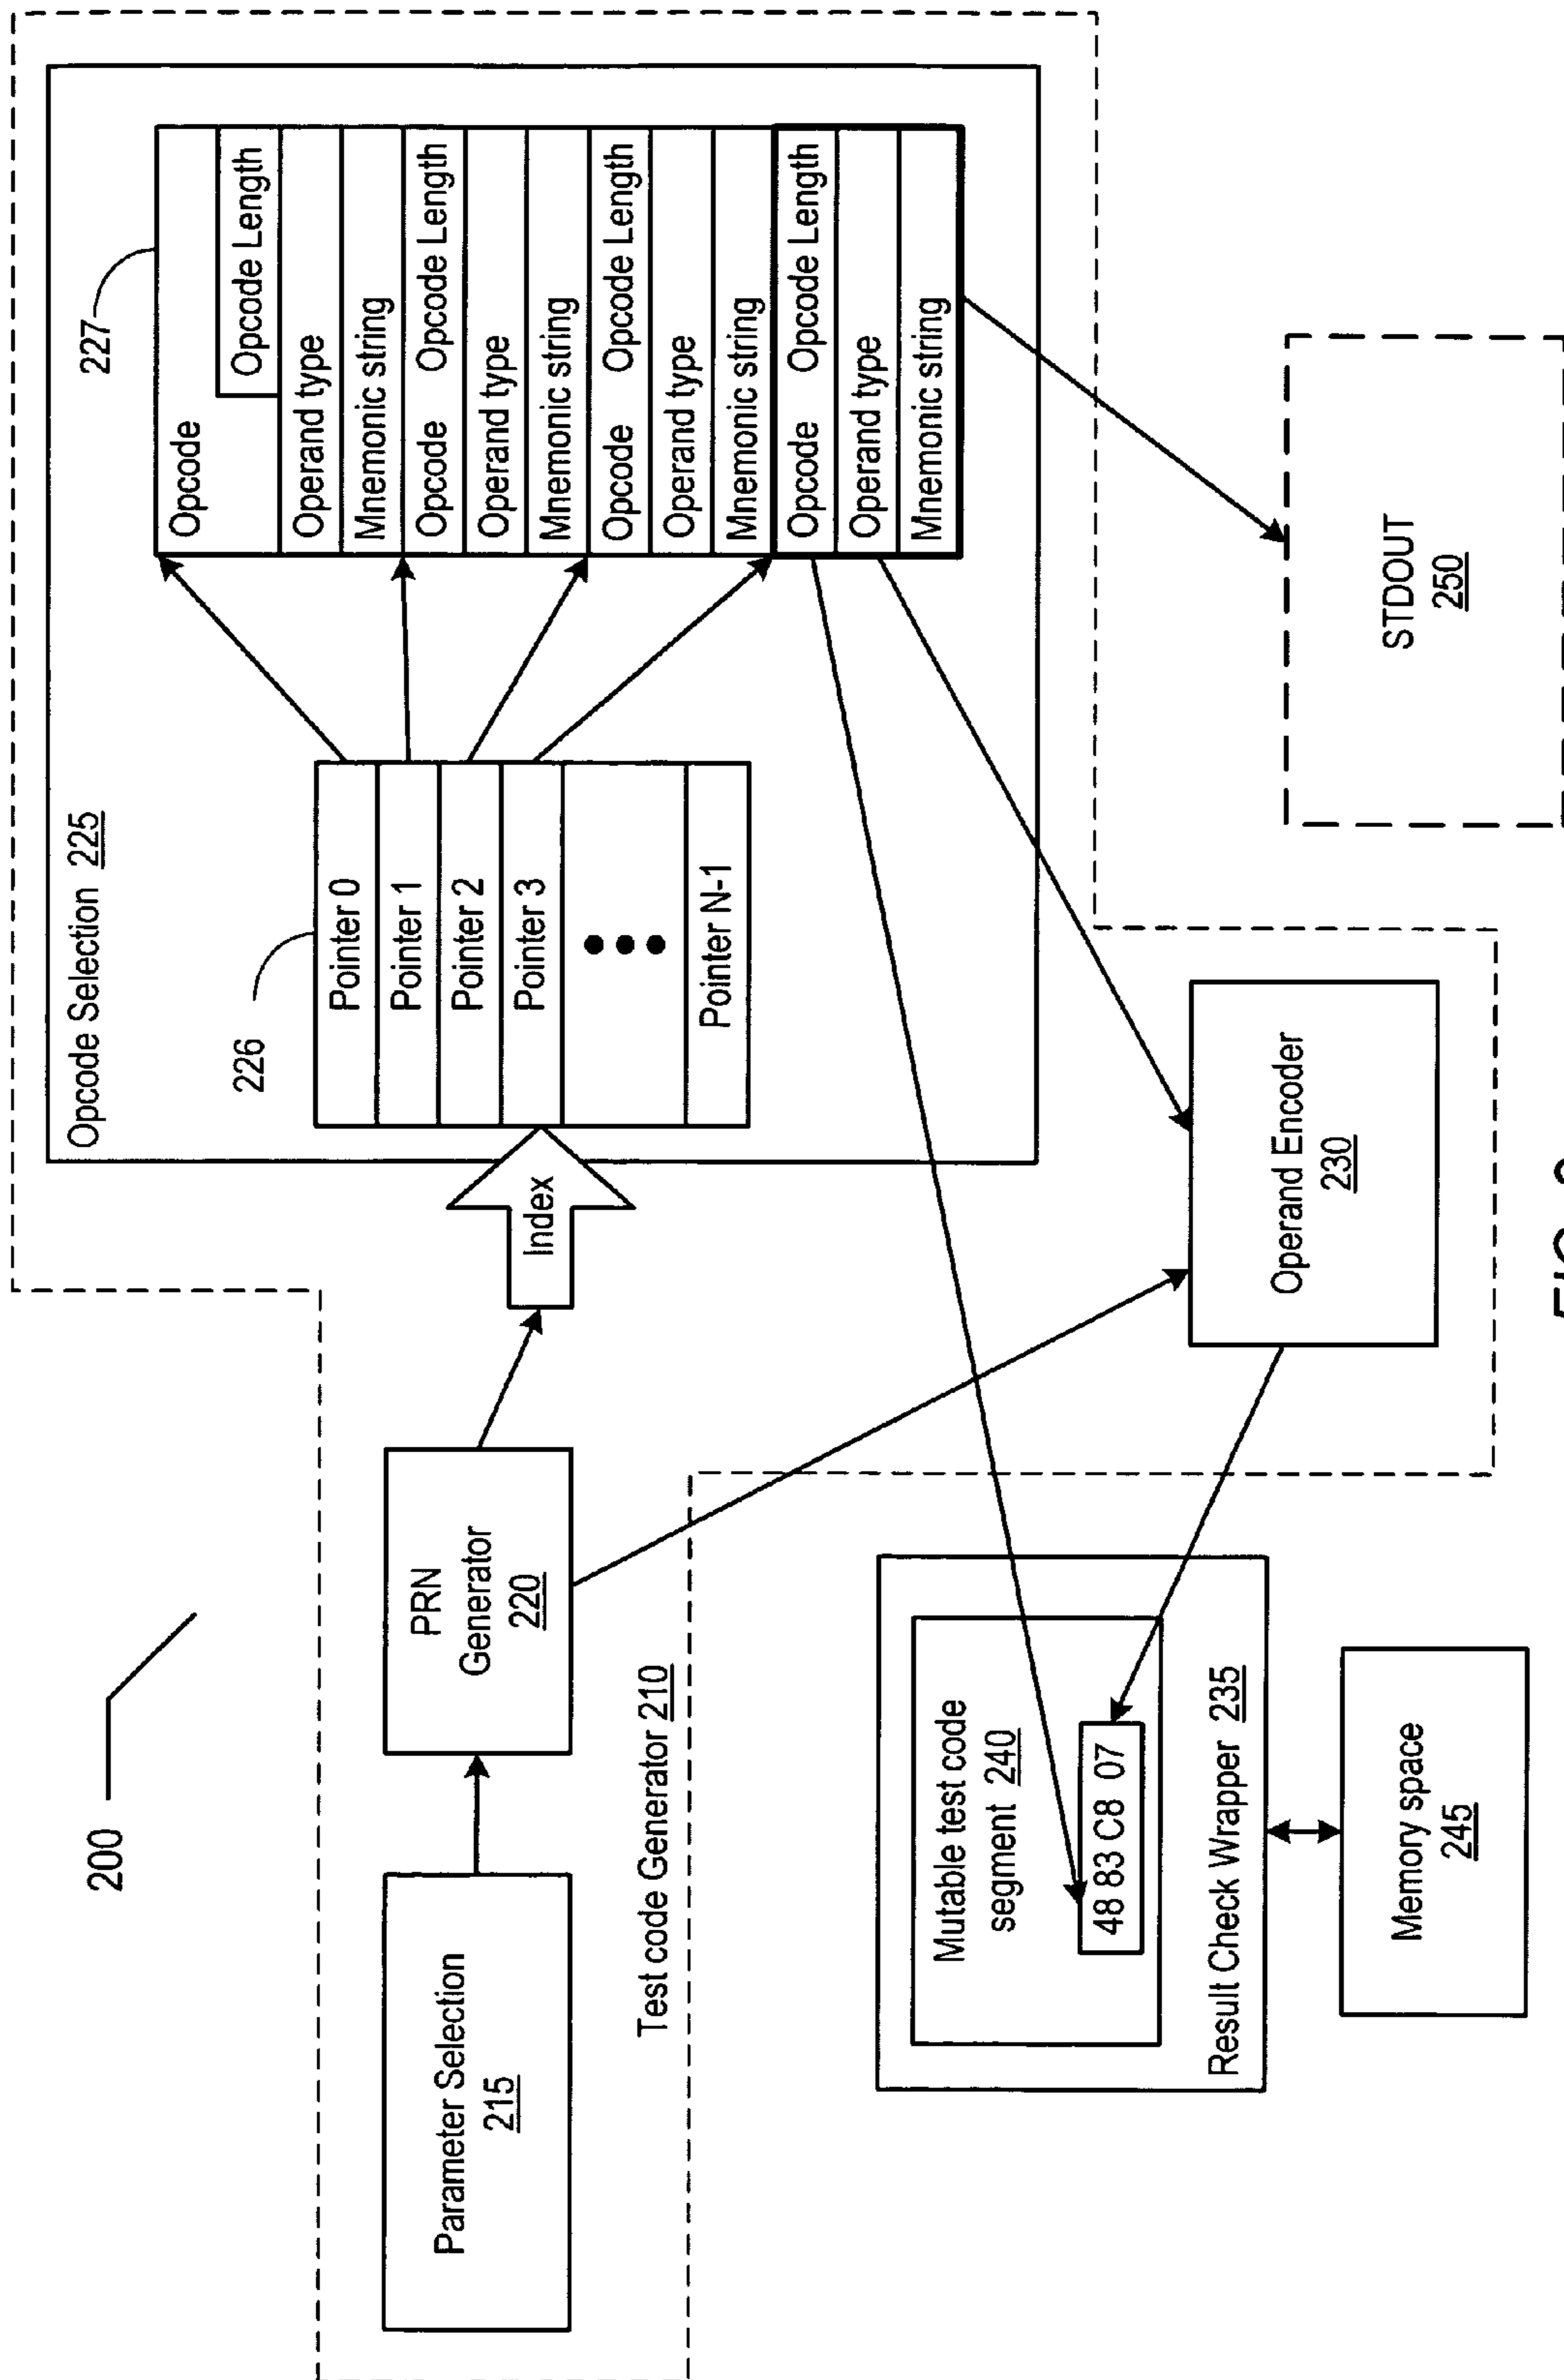 200
Parameter Selection
215
PRN
Generator
220
Test code Generator 210
Index
Opcode Selection 225
226
Pointer 0
Pointer 1
Pointer 2
Pointer 3
Pointer N-1
227
Opcode
Opcode Length
Operand type
Mnemonic string
Opcode Opcode Length
Operand type
Mnemonic string
Opcode Opcode Length
Operand type
Mnemonic string
Opcode Opcode Length
Operand type
Mnemonic string
Mutable test code
segment 240
48 83 C8 07
Result Check Wrapper 235
Memory space
245
Operand Encoder
230
STDOUT
250